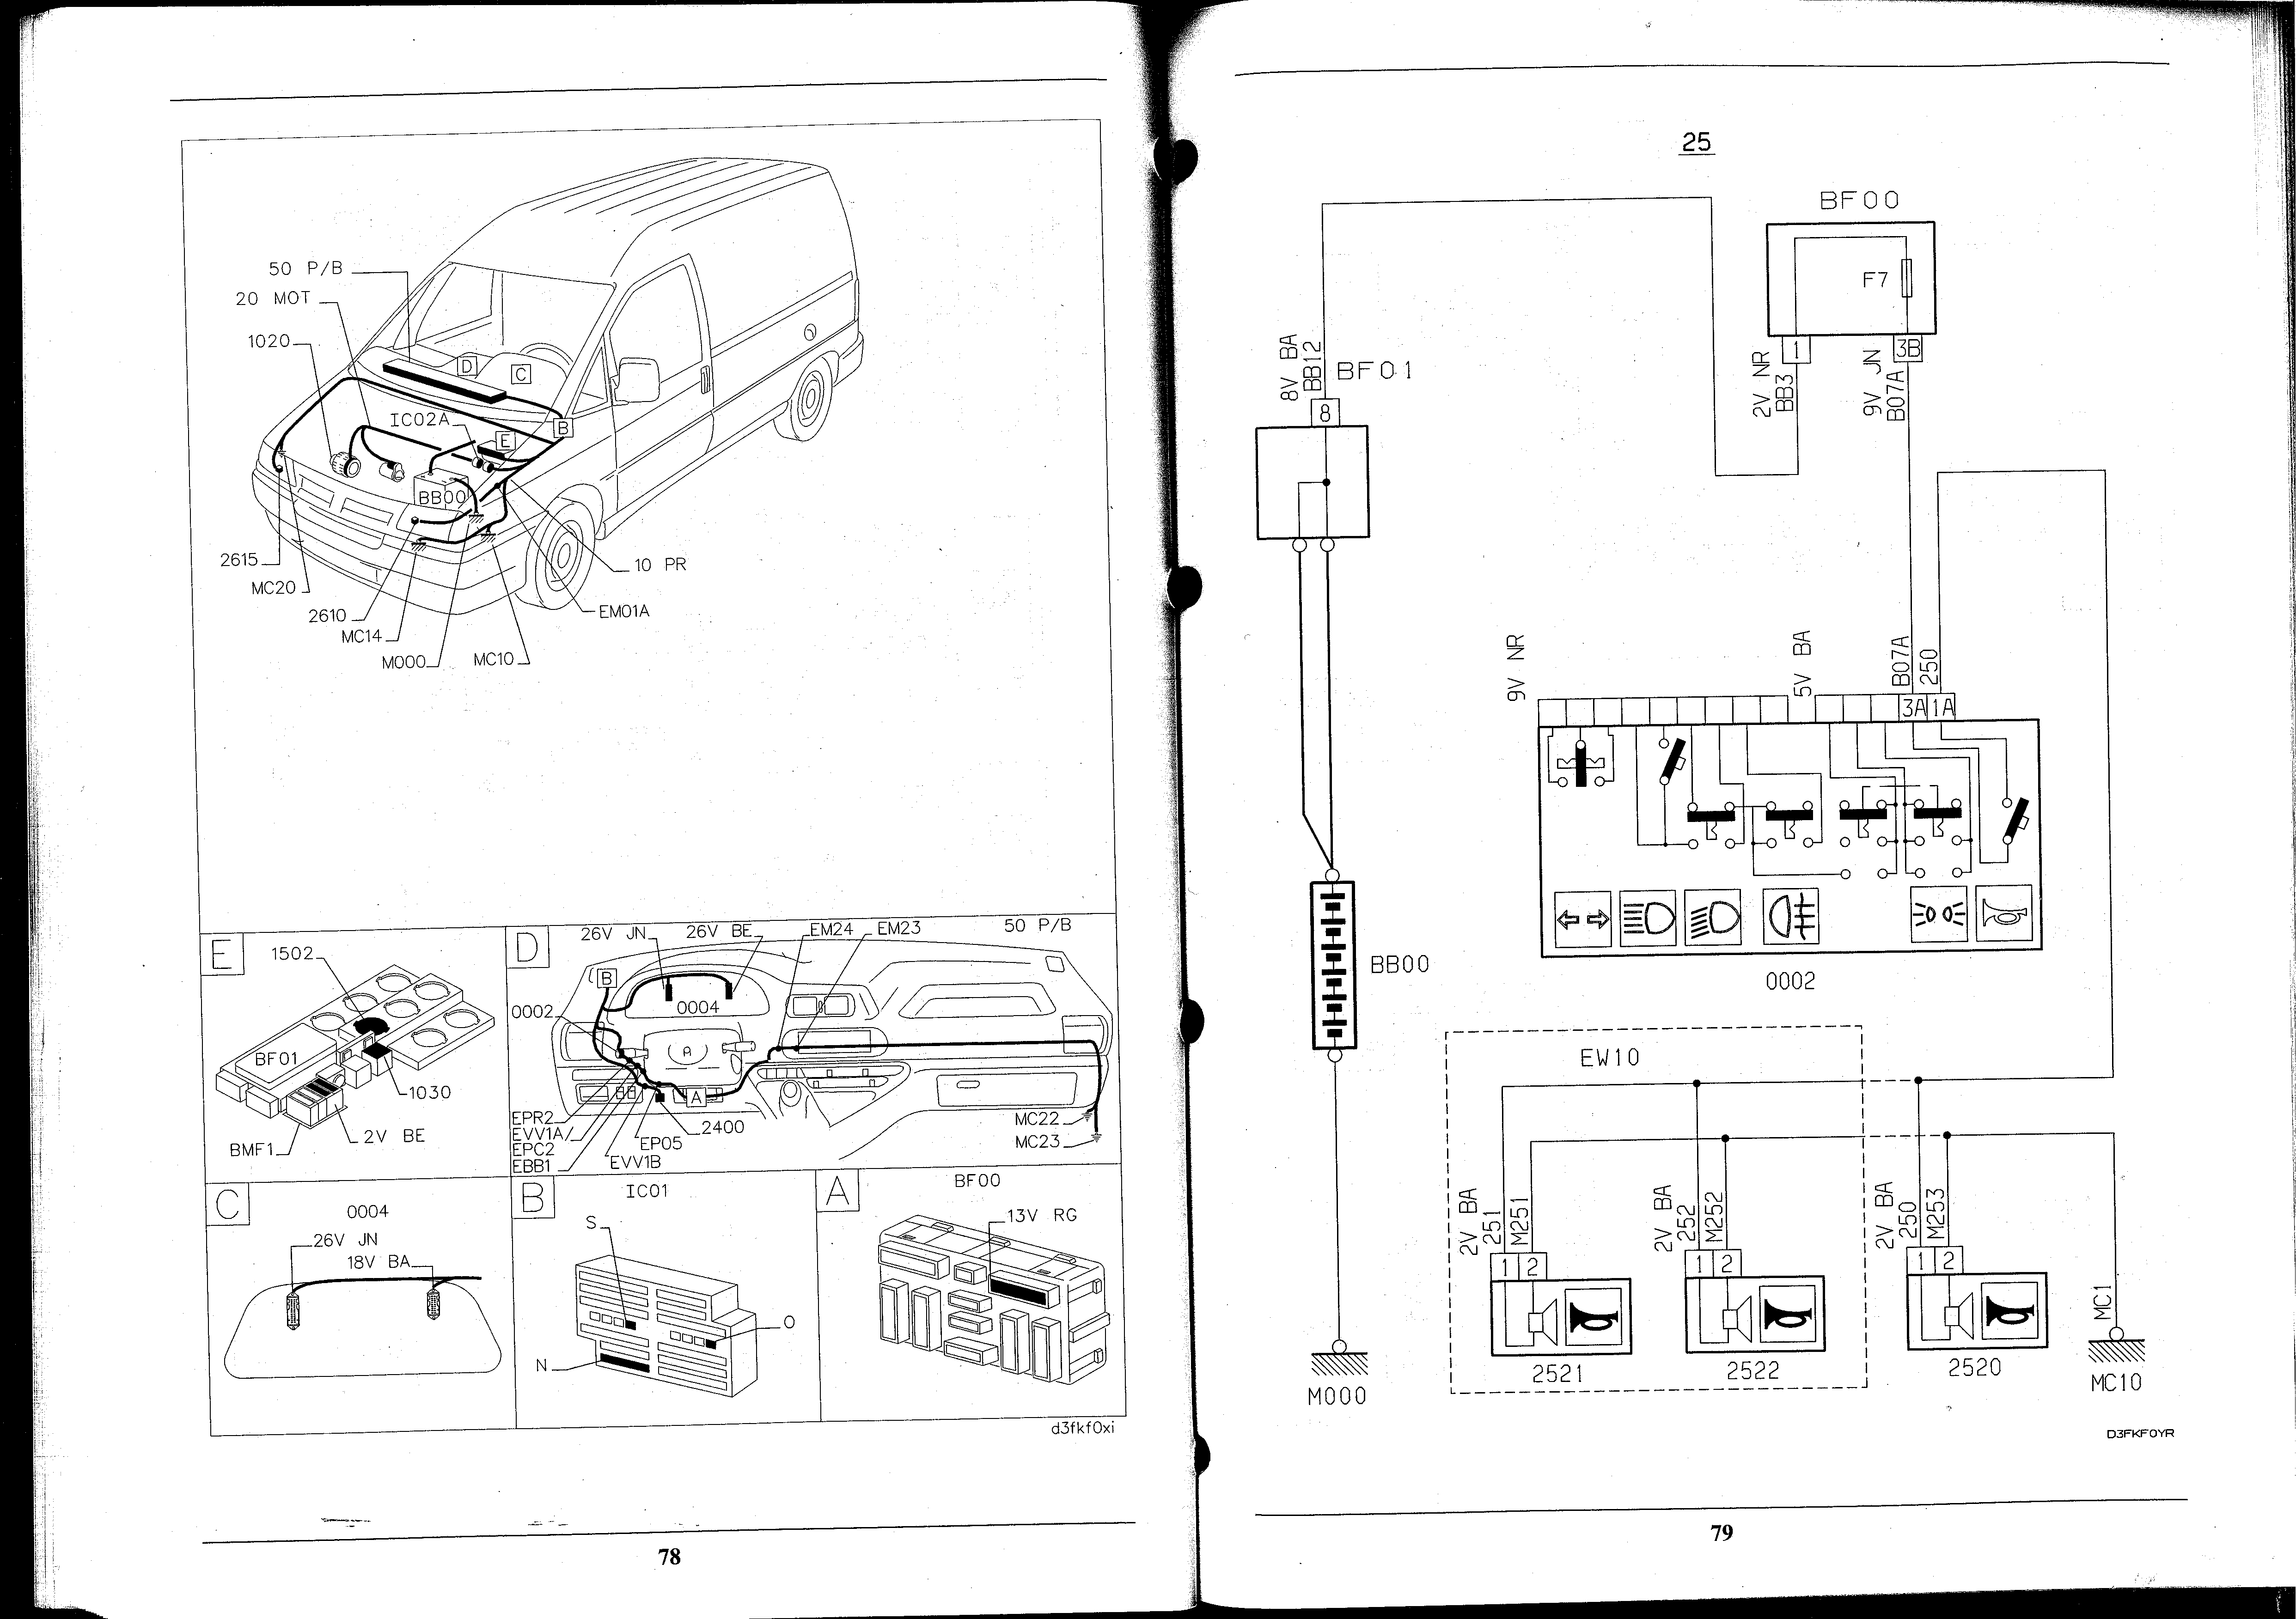 50 P/B
20 MOT
1020
D
C
IC02A
B
E
BB00
2615
MC20
10 PR
2610
EM01A
MC14
M000
MC10
E
1502
BF01
1030
BMF1
2V BE
D
26V JN
26V BE
EM24
EM23
50 P/B
B
0002
0004
A
A
EPR2
EVV1A/
EPC2
EBB1
EP05
EVV1B
2400
MC22
MC23
C
0004
26V JN
18V BA
B
IC01
S
O
N
A
BF00
13V RG
d3fkf0xi
78
25
BF00
F7
1
3B
2V NR
BB3
9V JN
B07A
8V BA
BB12
BF01
8
9V NR
5V BA
B07A
250
3A
1A
0002
BB00
EW10
2V BA
251
M251
2V BA
252
M252
2V BA
250
M253
1 2
1 2
1 2
2521
2522
2520
MC1
M000
MC10
D3FKF0YR
79